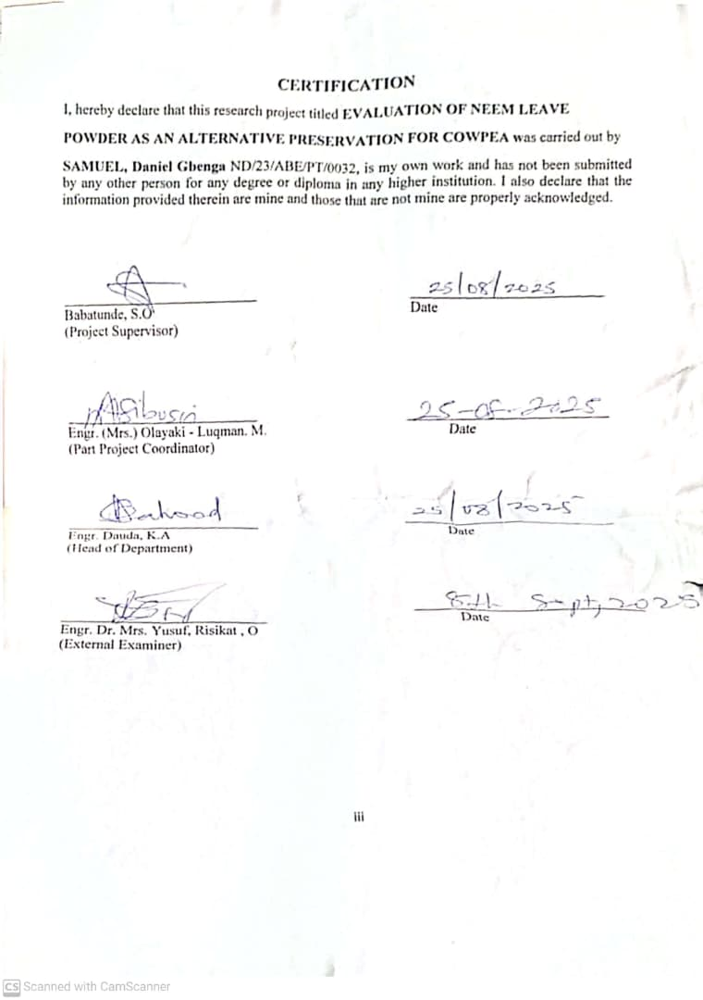 CERTIFICATION
I, hereby declare that this research project titled EVALUATION OF NEEM LEAVE
POWDER AS AN ALTERNATIVE PRESERVATION FOR COWPEA was carried out by
SAMUEL, Daniel Gbenga ND/23/ABE/PT/0032, is my own work and has not been submitted
by any other person for any degree or diploma in any higher institution. I also declare that the
information provided therein are mine and those that are not mine are properly acknowledged.
25/08/2025
Babatunde, S.O
Date
(Project Supervisor)
25-08-2025
Engr. (Mrs.) Olayaki - Luqman. M.
Date
(Part Project Coordinator)
25/08/2025
Engr. Dauda, K.A
Date
(Head of Department)
8th Sept, 2025
Engr. Dr. Mrs. Yusuf, Risikat , O
Date
(External Examiner)
iii
CS Scanned with CamScanner